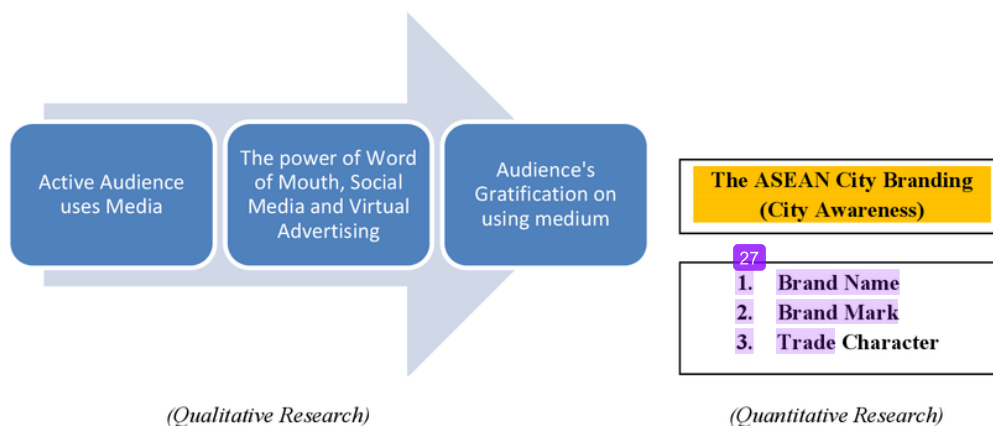 Active Audience
uses Media
The power of Word
of Mouth, Social
Media and Virtual
Advertising
Audience's
Gratification on
using medium
The ASEAN City Branding
(City Awareness)
27
1. Brand Name
2. Brand Mark
3. Trade Character
(Qualitative Research)
(Quantitative Research)